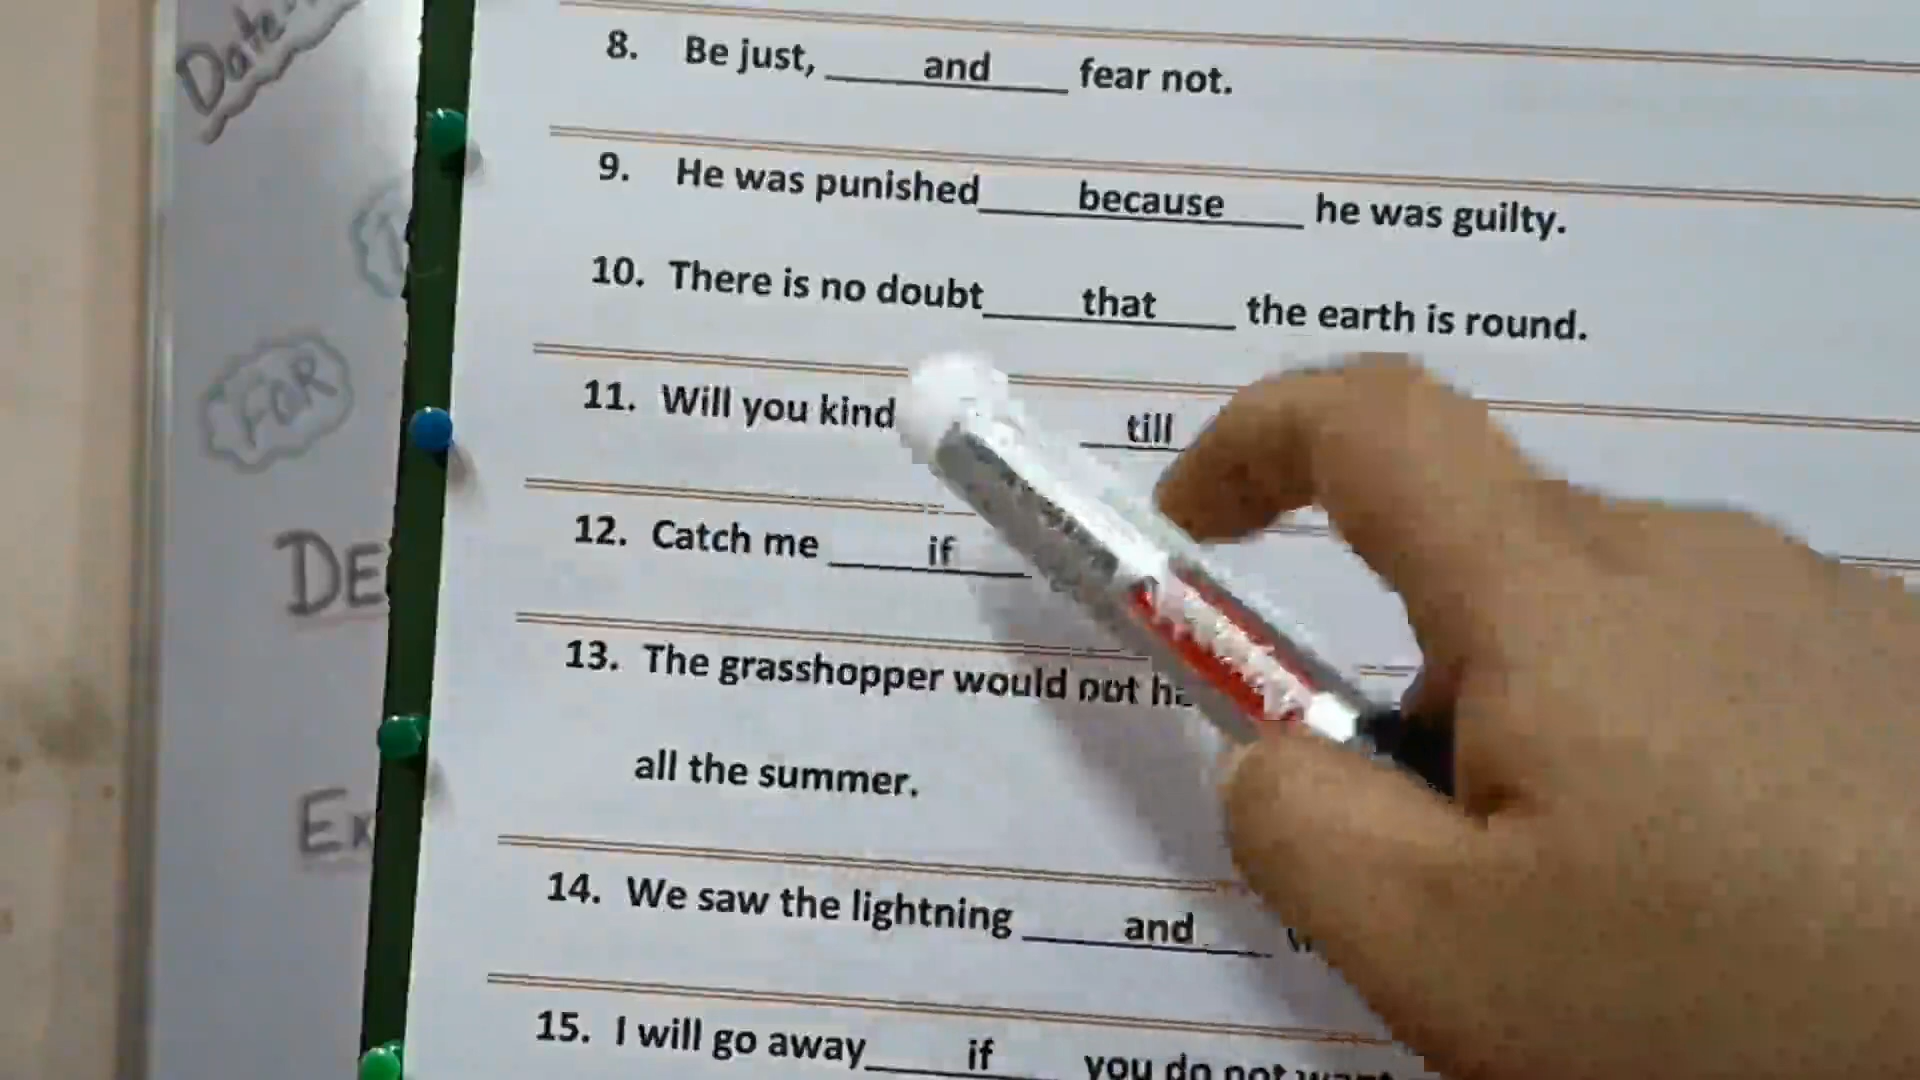 Date
8. Be just, and fear not.
9. He was punished because he was guilty.
10. There is no doubt that the earth is round.
FOR
11. Will you kind till
12. Catch me if
DE
13. The grasshopper would not
all the summer.
Ex
14. We saw the lightning and
15. I will go away if you do not want